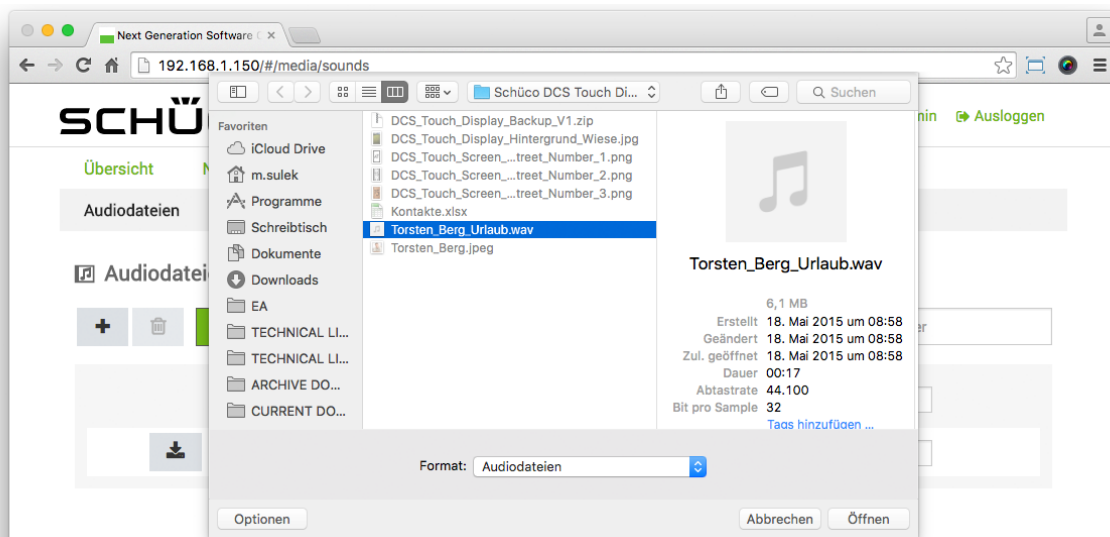 Next Generation Software
192.168.1.150/#/media/sounds
SCHÜ
min Ausloggen
Übersicht N
Audiodateien
Audiodatei
Schüco DCS Touch Di...
Suchen
Favoriten
iCloud Drive
m.sulek
Programme
Schreibtisch
Dokumente
Downloads
EA
TECHNICAL LI...
TECHNICAL LI...
ARCHIVE DO...
CURRENT DO...
DCS_Touch_Display_Backup_V1.zip
DCS_Touch_Display_Hintergrund_Wiese.jpg
DCS_Touch_Screen_...treet_Number_1.png
DCS_Touch_Screen_...treet_Number_2.png
DCS_Touch_Screen_...treet_Number_3.png
Kontakte.xlsx
Torsten_Berg_Urlaub.wav
Torsten_Berg.jpeg
Torsten_Berg_Urlaub.wav
6,1 MB
Erstellt 18. Mai 2015 um 08:58
Geändert 18. Mai 2015 um 08:58
Zul. geöffnet 18. Mai 2015 um 08:58
Dauer 00:17
Abtastrate 44.100
Bit pro Sample 32
Tags hinzufügen ...
er
Format: Audiodateien
Optionen
Abbrechen
Öffnen